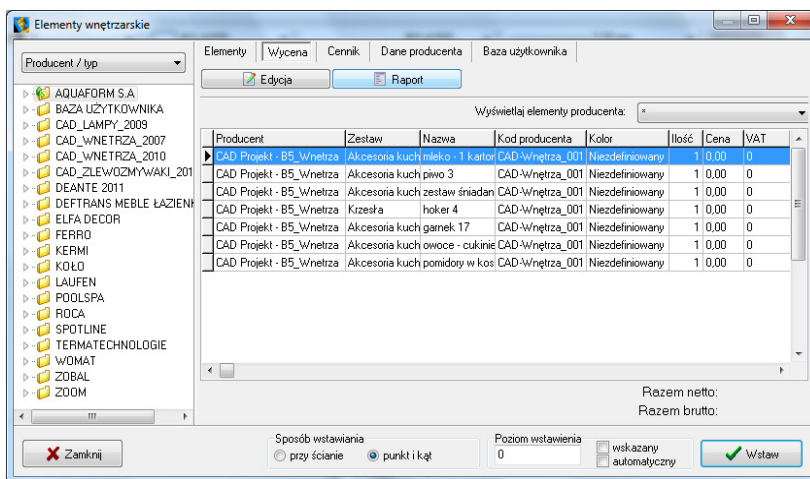 Elementy wnętrzarskie
Producent / typ
Elementy Wycena Cennik Dane producenta Baza użytkownika
Edycja Raport
AQUAFORM S.A
BAZA UŻYTKOWNIKA
CAD_LAMPY_2009
CAD_WNETRZA_2007
CAD_WNETRZA_2010
CAD_ZLEWOZMYWAKI_201
DEANTE 2011
DEFTRANS MEBLE ŁAZIEN
ELFA DECOR
FERRO
KERMI
KOŁO
LAUFEN
POOLSPA
ROCA
SPOTLINE
TERMATECHNOLOGIE
WOMAT
ZOBAL
ZOOM
Wyświetlaj elementy producenta: *
Producent Zestaw Nazwa Kod producenta Kolor Ilość Cena VAT
CAD Projekt - B5_Wnetrza Akcesoria kuch mleko - 1 karton CAD-Wnętrza_001 Niezdefiniowany 1 0,00 0
CAD Projekt - B5_Wnetrza Akcesoria kuch piwo 3 CAD-Wnętrza_001 Niezdefiniowany 1 0,00 0
CAD Projekt - B5_Wnetrza Akcesoria kuch zestaw śniadan CAD-Wnętrza_001 Niezdefiniowany 1 0,00 0
CAD Projekt - B5_Wnetrza Krzesła hoker 4 CAD-Wnętrza_001 Niezdefiniowany 1 0,00 0
CAD Projekt - B5_Wnetrza Akcesoria kuch garnek 17 CAD-Wnętrza_001 Niezdefiniowany 1 0,00 0
CAD Projekt - B5_Wnetrza Akcesoria kuch owoce - cukinie CAD-Wnętrza_001 Niezdefiniowany 1 0,00 0
CAD Projekt - B5_Wnetrza Akcesoria kuch pomidory w kos CAD-Wnętrza_001 Niezdefiniowany 1 0,00 0
Razem netto:
Razem brutto:
Zamknij
Sposób wstawiania
przy ścianie punkt i kąt
Poziom wstawienia
0
wskazany
automatyczny
Wstaw